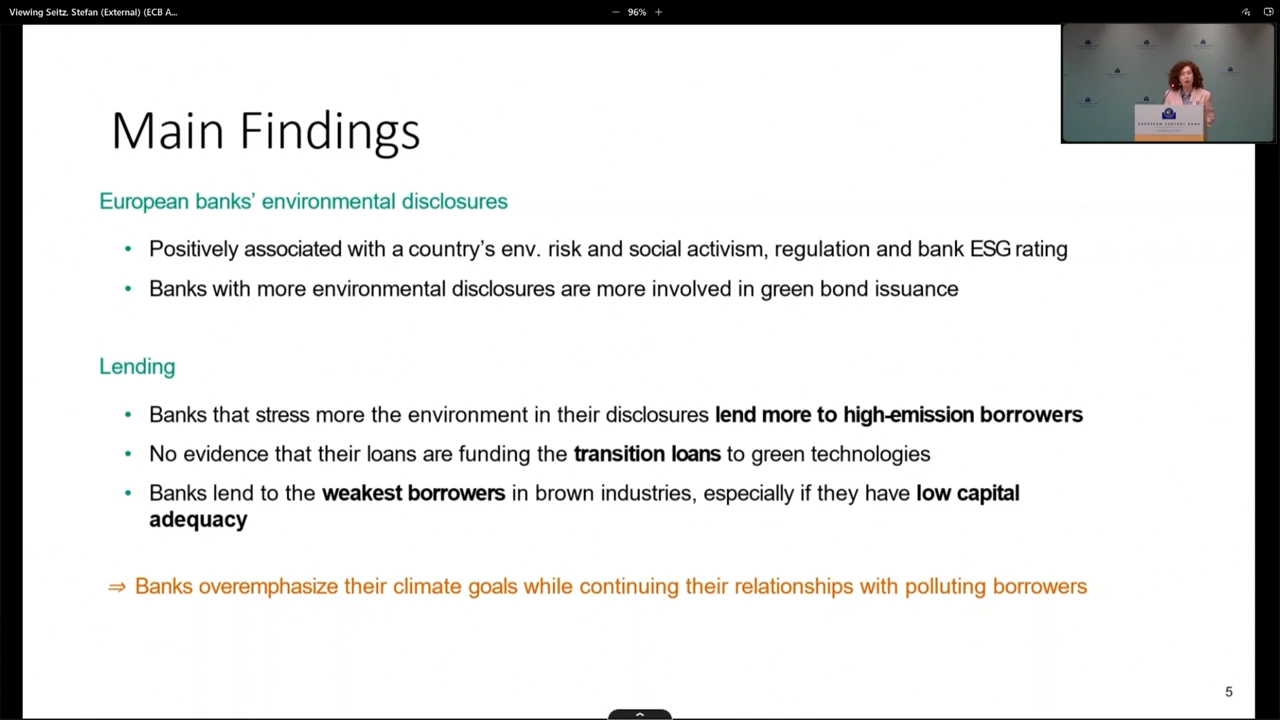 Viewing Seitz, Stefan (External) (ECB A...
96%
Main Findings
European banks' environmental disclosures
• Positively associated with a country's env. risk and social activism, regulation and bank ESG rating
• Banks with more environmental disclosures are more involved in green bond issuance
Lending
• Banks that stress more the environment in their disclosures lend more to high-emission borrowers
• No evidence that their loans are funding the transition loans to green technologies
• Banks lend to the weakest borrowers in brown industries, especially if they have low capital
adequacy
⇒ Banks overemphasize their climate goals while continuing their relationships with polluting borrowers
5
EUROPEAN CENTRAL BANK